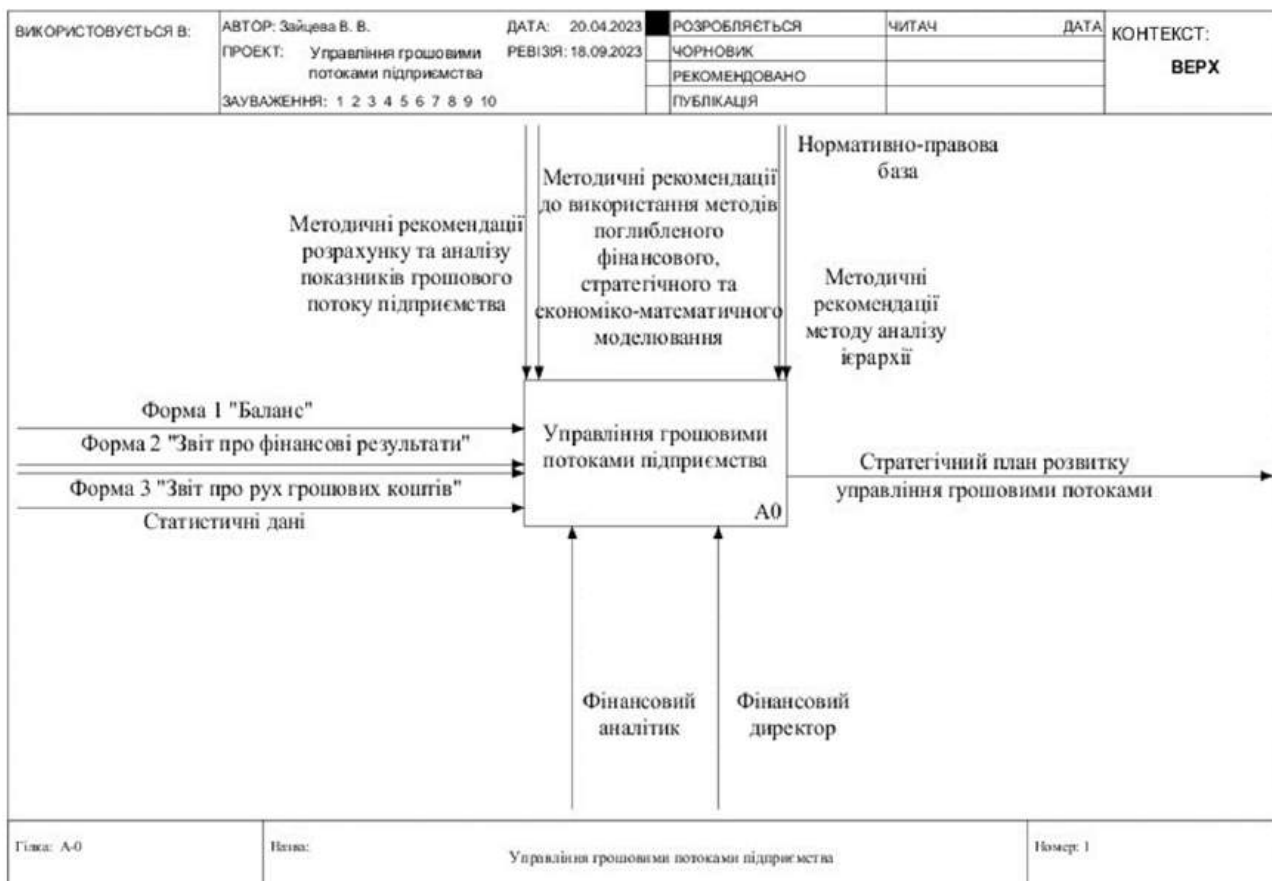 ВИКОРИСТОВУЄТЬСЯ В:
АВТОР: Зайцева В. В.
ДАТА: 20.04.2023
ПРОЕКТ: Управління грошовими
потоками підприємства
РЕВІЗІЯ: 18.09.2023
ЗАУВАЖЕННЯ: 1 2 3 4 5 6 7 8 9 10
РОЗРОБЛЯЄТЬСЯ
ЧОРНОВИК
РЕКОМЕНДОВАНО
ПУБЛІКАЦІЯ
ЧИТАЧ
ДАТА
КОНТЕКСТ:
ВЕРХ
Методичні рекомендації
розрахунку та аналізу
показників грошового
потоку підприємства
Методичні рекомендації
до використання методів
поглибленого
фінансового,
стратегічного та
економіко-математичного
моделювання
Нормативно-правова
база
Методичні
рекомендації
методу аналізу
ієрархії
Форма 1 "Баланс"
Форма 2 "Звіт про фінансові результати"
Форма 3 "Звіт про рух грошових коштів"
Статистичні дані
Управління грошовими
потоками підприємства
А0
Стратегічний план розвитку
управління грошовими потоками
Фінансовий
аналітик
Фінансовий
директор
Гілка: А-0
Назва:
Управління грошовими потоками підприємства
Номер: 1